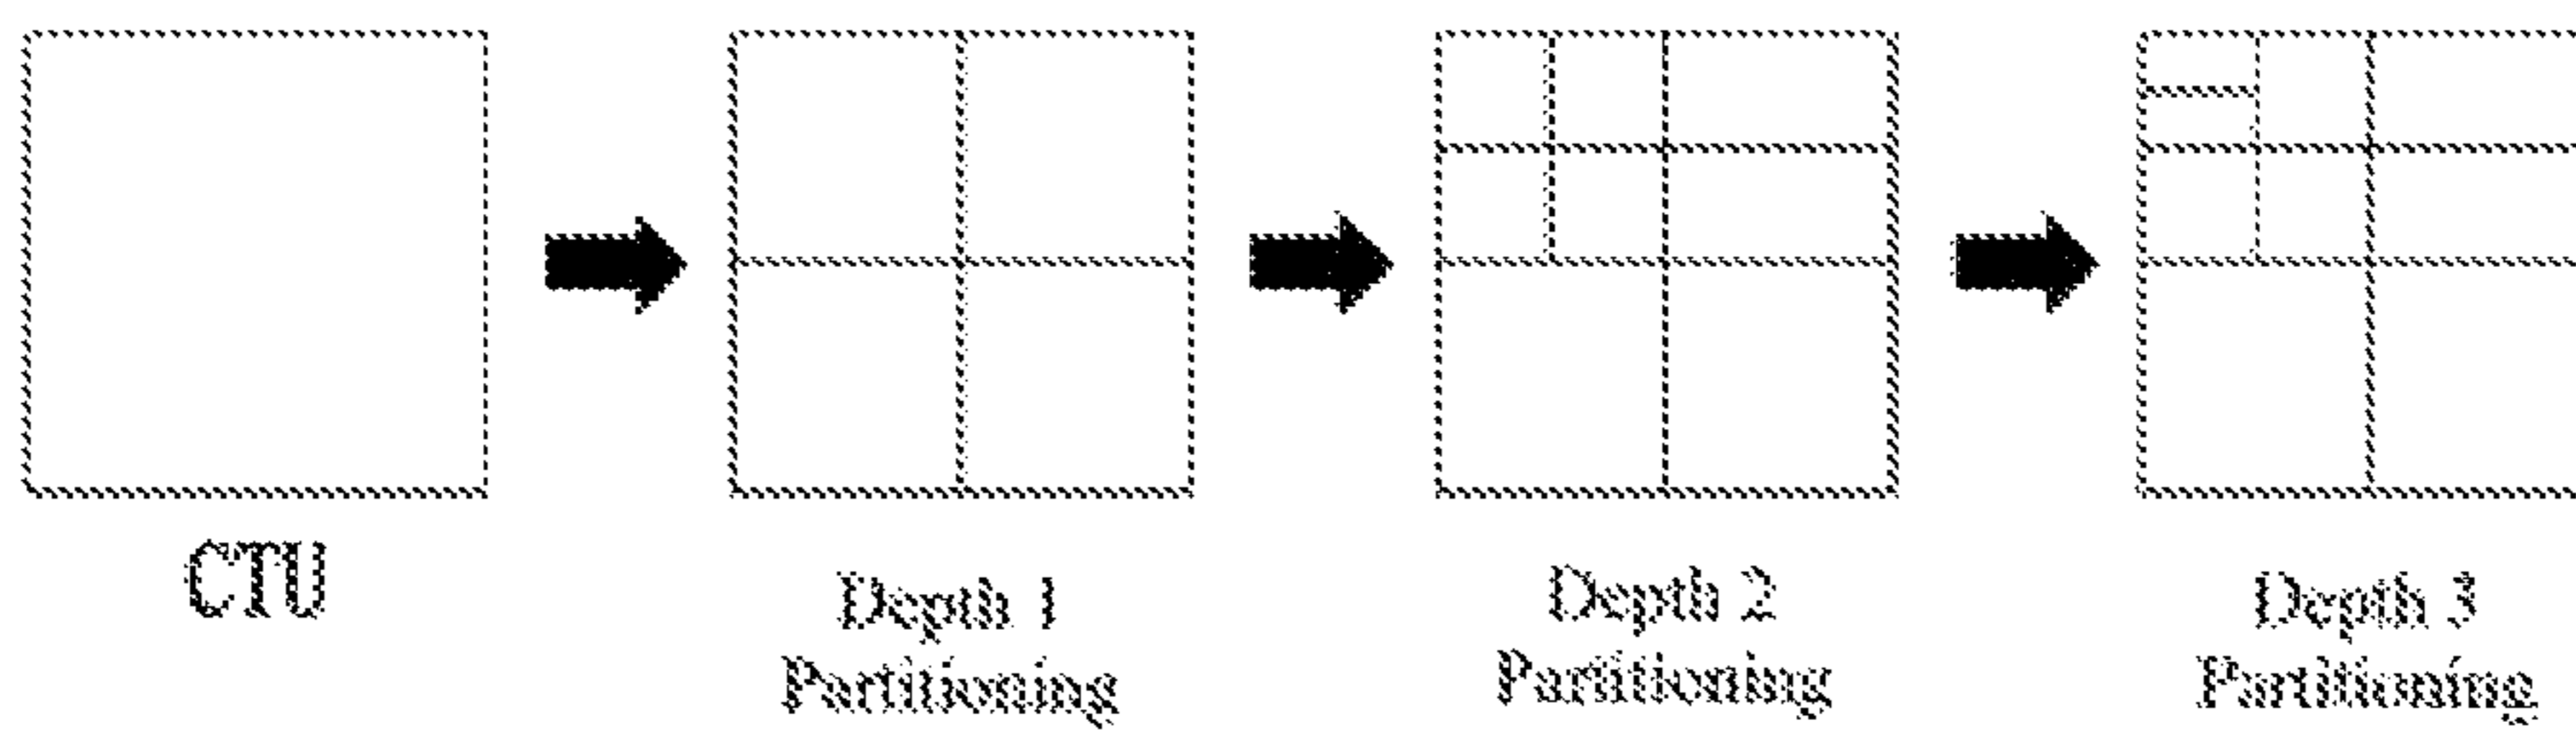 CTU
Depth 1
Partitioning
Depth 2
Partitioning
Depth 3
Partitioning